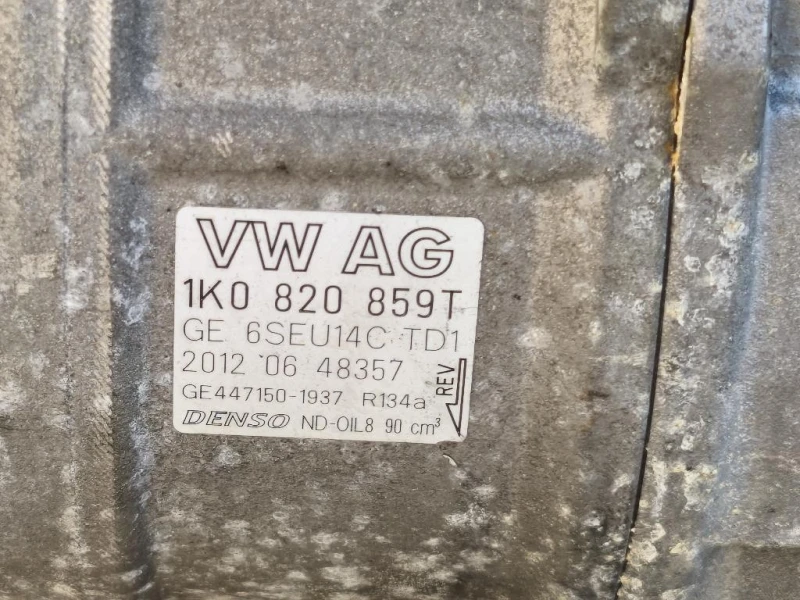 VW AG
1K0 820 859T
GE 6SEU14C TD1
2012 06 48357
REV
GE447150-1937 R134a
DENSO ND-OIL8 90 cm³